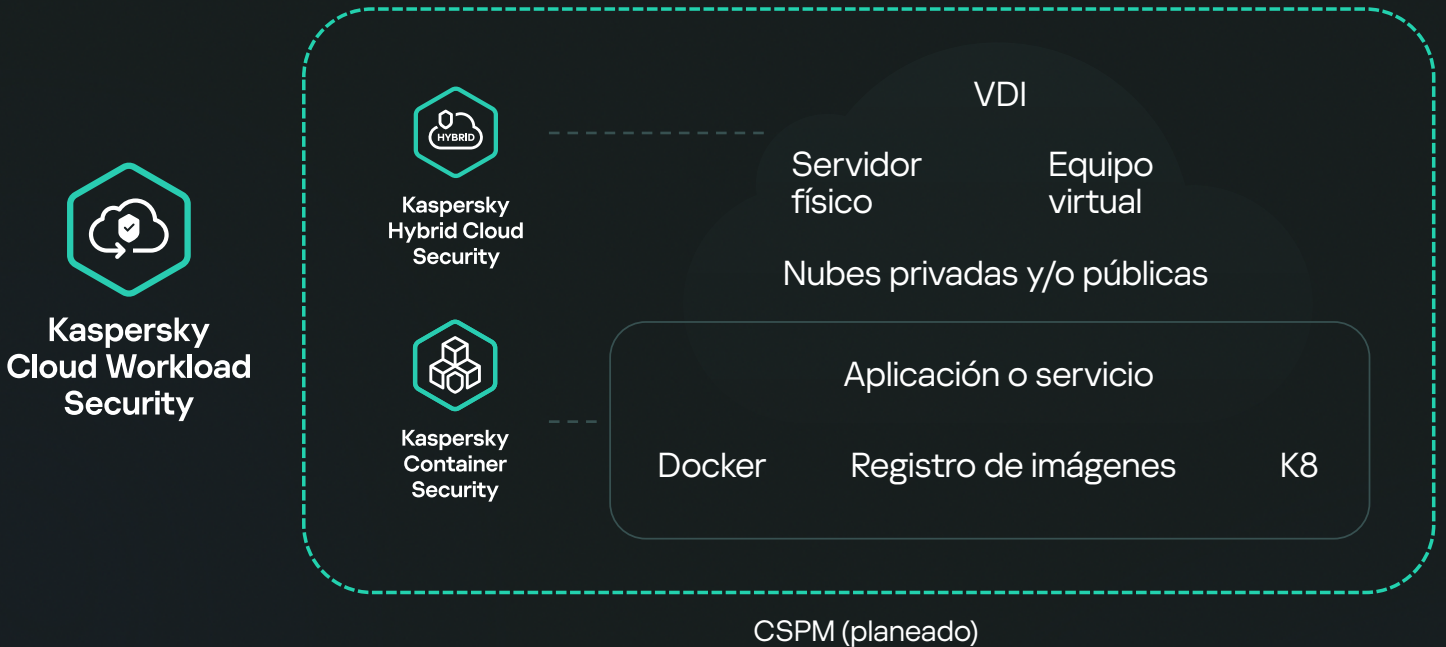 Kaspersky
Cloud Workload
Security
HYBRID
Kaspersky
Hybrid Cloud
Security
VDI
Servidor
físico
Equipo
virtual
Nubes privadas y/o públicas
Kaspersky
Container
Security
Aplicación o servicio
Docker
Registro de imágenes
K8
CSPM (planeado)